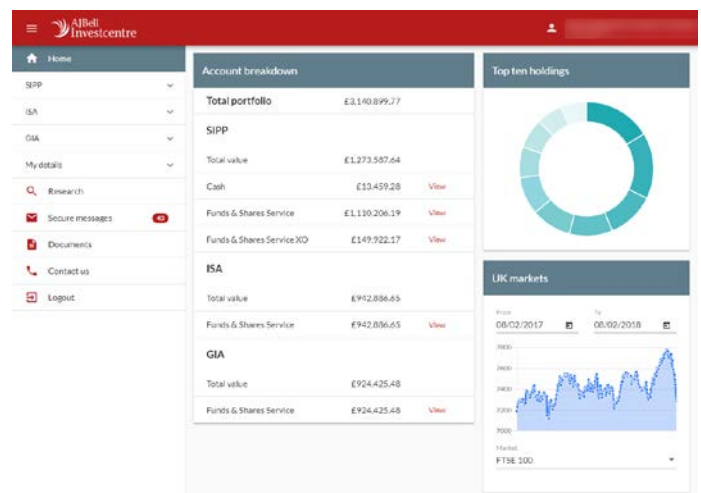 AJBell
Investcentre
Home
SIPP
ISA
GIA
My details
Research
Secure messages 43
Documents
Contact us
Logout
Account breakdown
Total portfolio £3,140,899.77
SIPP
Total value £1,273,587.64
Cash £13,459.28 View
Funds & Shares Service £1,110,206.19 View
Funds & Shares Service XO £149,922.17 View
ISA
Total value £942,886.65
Funds & Shares Service £942,886.65 View
GIA
Total value £924,425.48
Funds & Shares Service £924,425.48 View
Top ten holdings
UK markets
From To
08/02/2017 08/02/2018
7800
7600
7400
7200
7000
Market
FTSE 100